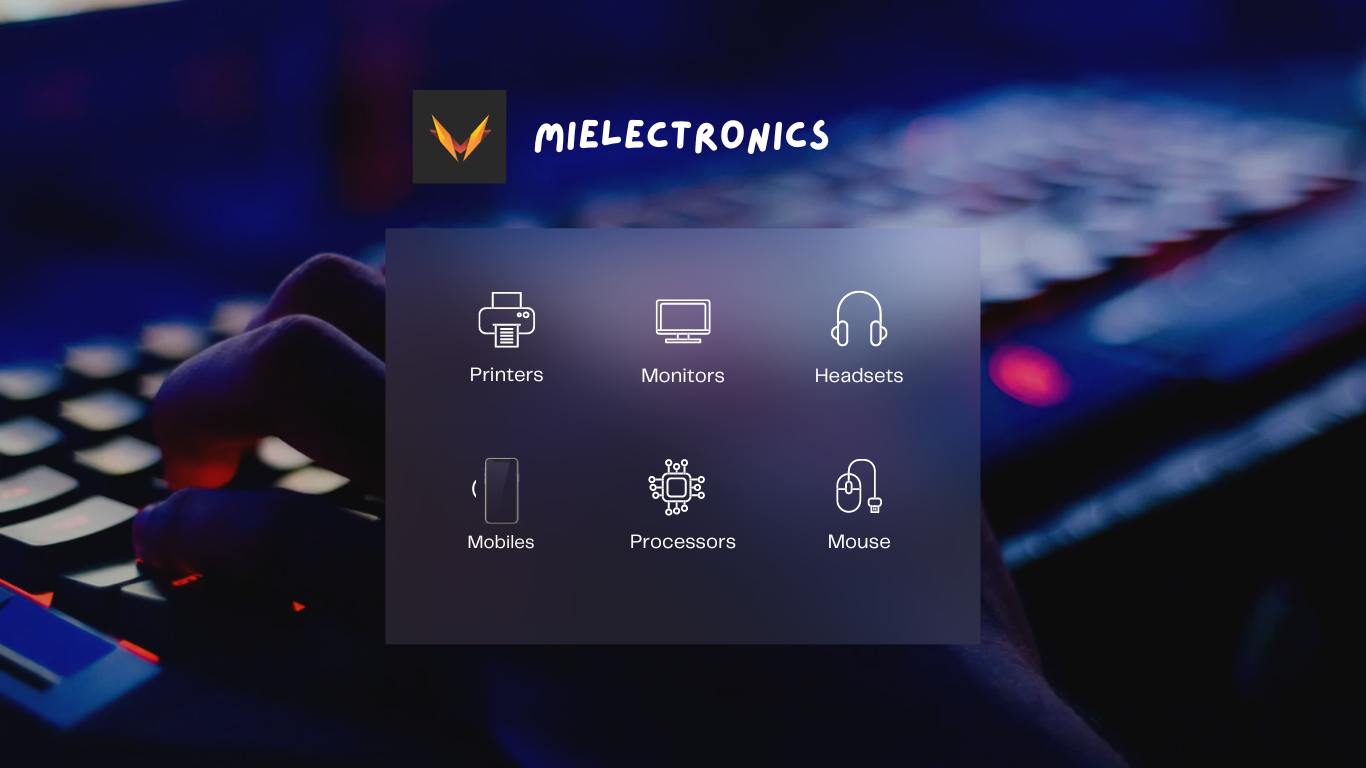 MIELECTRONICS
Printers
Monitors
Headsets
Mobiles
Processors
Mouse